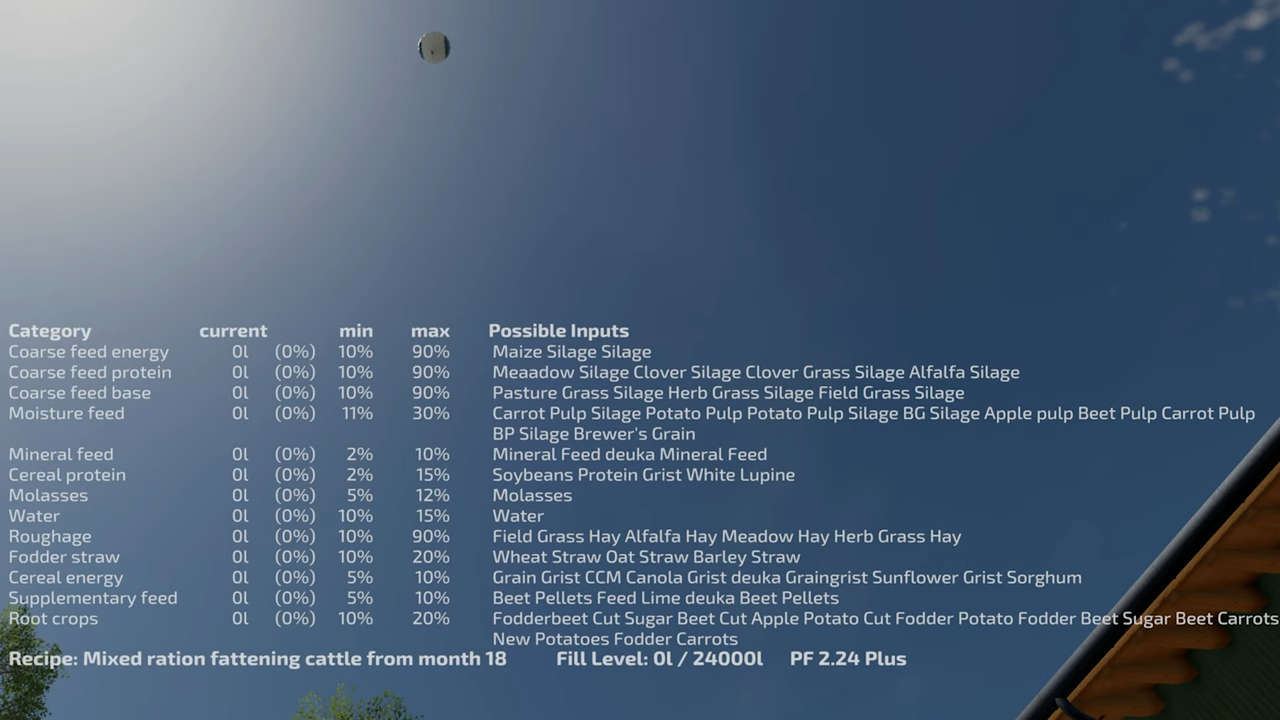 Category current min max Possible Inputs
Coarse feed energy 0l (0%) 10% 90% Maize Silage Silage
Coarse feed protein 0l (0%) 10% 90% Meaadow Silage Clover Silage Clover Grass Silage Alfalfa Silage
Coarse feed base 0l (0%) 10% 90% Pasture Grass Silage Herb Grass Silage Field Grass Silage
Moisture feed 0l (0%) 11% 30% Carrot Pulp Silage Potato Pulp Potato Pulp Silage BG Silage Apple pulp Beet Pulp Carrot Pulp
BP Silage Brewer's Grain
Mineral feed 0l (0%) 2% 10% Mineral Feed deuka Mineral Feed
Cereal protein 0l (0%) 2% 15% Soybeans Protein Grist White Lupine
Molasses 0l (0%) 5% 12% Molasses
Water 0l (0%) 10% 15% Water
Roughage 0l (0%) 10% 90% Field Grass Hay Alfalfa Hay Meadow Hay Herb Grass Hay
Fodder straw 0l (0%) 10% 20% Wheat Straw Oat Straw Barley Straw
Cereal energy 0l (0%) 5% 10% Grain Grist CCM Canola Grist deuka Graingrist Sunflower Grist Sorghum
Supplementary feed 0l (0%) 5% 10% Beet Pellets Feed Lime deuka Beet Pellets
Root crops 0l (0%) 10% 20% Fodderbeet Cut Sugar Beet Cut Apple Potato Cut Fodder Potato Fodder Beet Sugar Beet Carrots
New Potatoes Fodder Carrots
Recipe: Mixed ration fattening cattle from month 18 Fill Level: 0l / 24000l PF 2.24 Plus